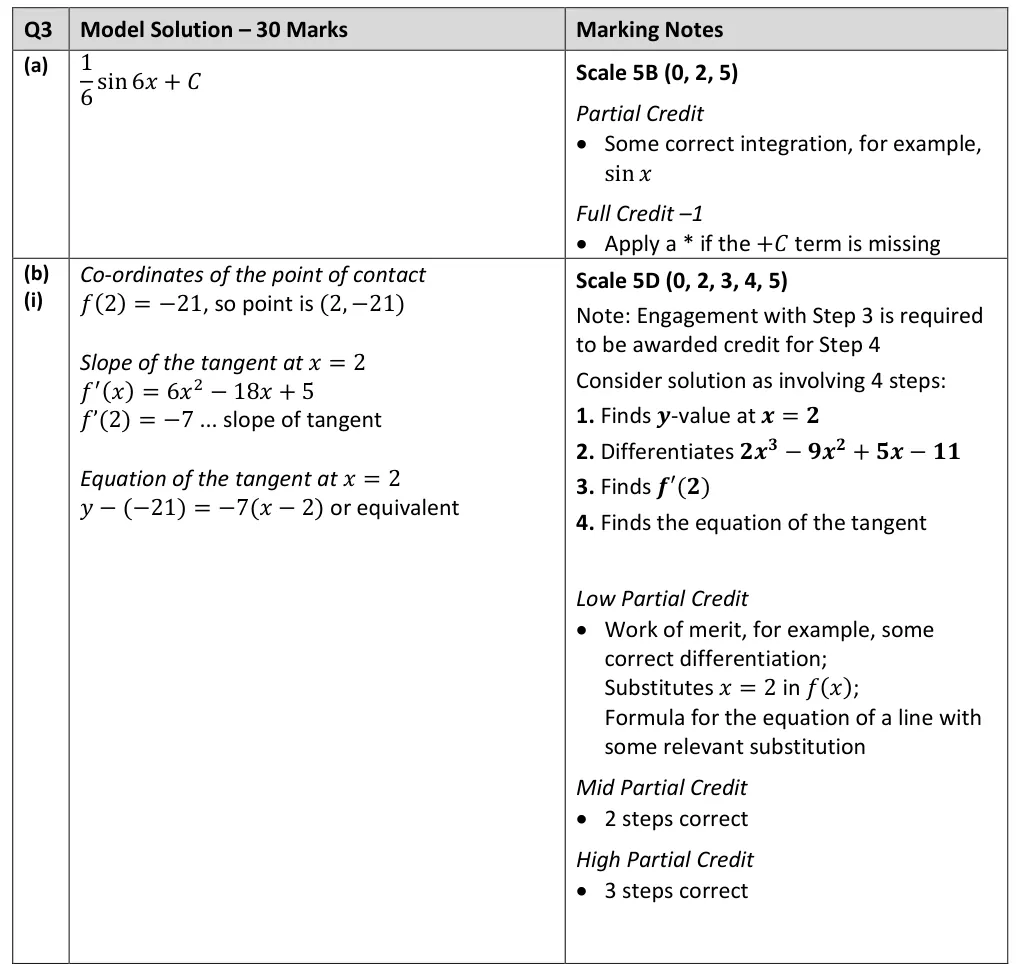 Q3 Model Solution – 30 Marks Marking Notes
(a) 1/6 sin 6x + C
Scale 5B (0, 2, 5)
Partial Credit
• Some correct integration, for example,
sin x
Full Credit –1
• Apply a * if the +C term is missing
(b)
(i)
Co-ordinates of the point of contact
f(2) = −21, so point is (2, −21)
Slope of the tangent at x = 2
f′(x) = 6x² − 18x + 5
f'(2) = −7 ... slope of tangent
Equation of the tangent at x = 2
y − (−21) = −7(x − 2) or equivalent
Scale 5D (0, 2, 3, 4, 5)
Note: Engagement with Step 3 is required
to be awarded credit for Step 4
Consider solution as involving 4 steps:
1. Finds y-value at x = 2
2. Differentiates 2x³ − 9x² + 5x − 11
3. Finds f′(2)
4. Finds the equation of the tangent
Low Partial Credit
• Work of merit, for example, some
correct differentiation;
Substitutes x = 2 in f(x);
Formula for the equation of a line with
some relevant substitution
Mid Partial Credit
• 2 steps correct
High Partial Credit
• 3 steps correct